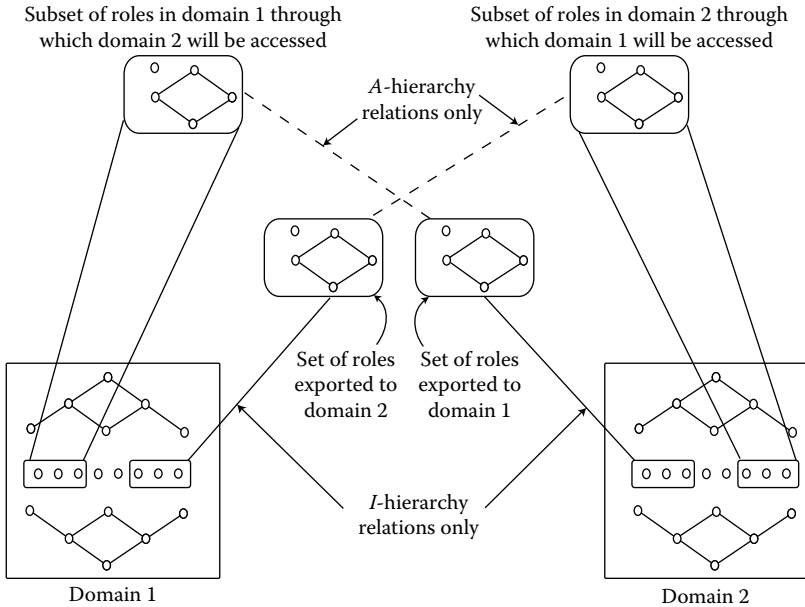 Subset of roles in domain 1 through
which domain 2 will be accessed
Subset of roles in domain 2 through
which domain 1 will be accessed
A-hierarchy
relations only
Set of roles
exported to
domain 2
Set of roles
exported to
domain 1
I-hierarchy
relations only
Domain 1
Domain 2